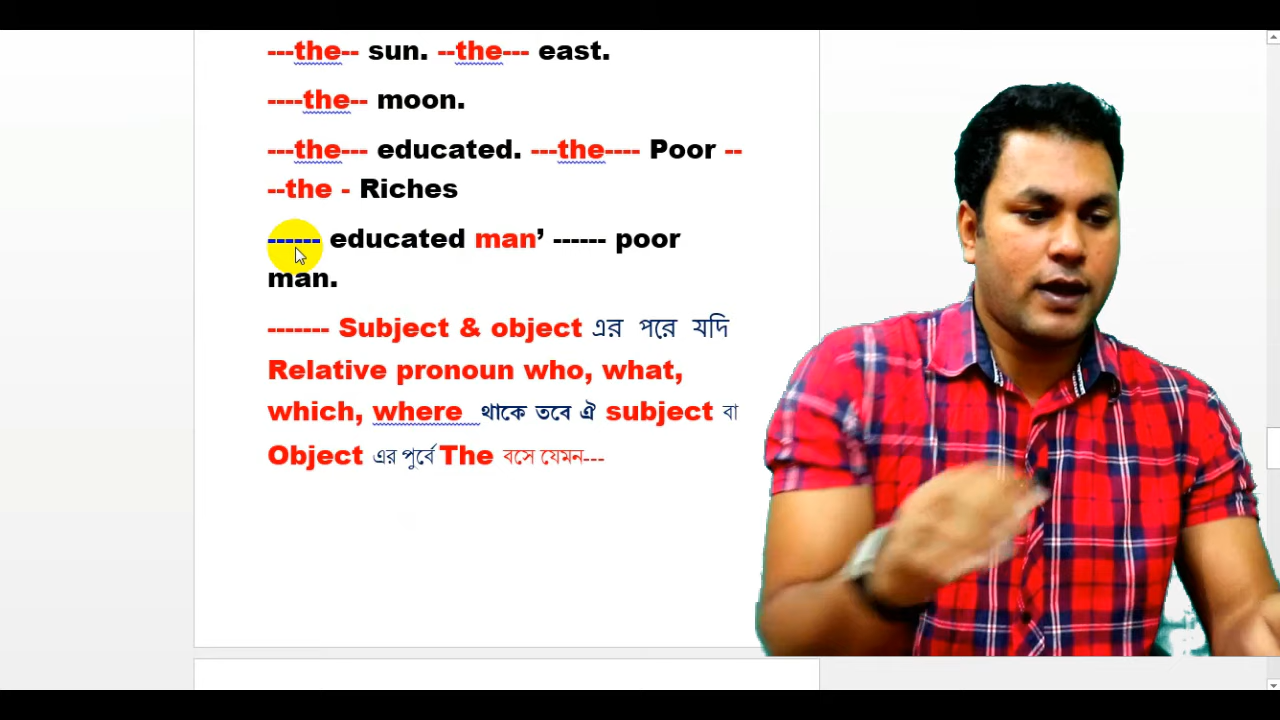 ---the-- sun. --the--- east.
----the-- moon.
---the--- educated. ---the---- Poor --
--the - Riches
------ educated man’ ------ poor
man.
------- Subject & object এর পরে যদি
Relative pronoun who, what,
which, where থাকে তবে ঐ subject বা
Object এর পুর্বে The বসে যেমন---